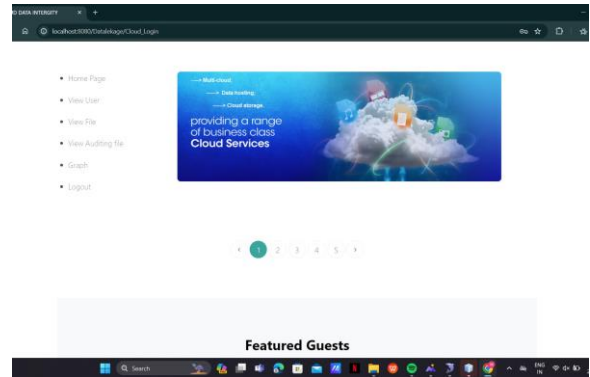 O DATA INTERGITY
localhost:8080/Datalekage/Cloud_Login
Home Page
View User
View File
View Auditing file
Graph
Logout
Multi-cloud.
Data hosting.
Cloud storage.
providing a range
of business class
Cloud Services
1 2 3 4 5
Featured Guests
Search
ENG
IN